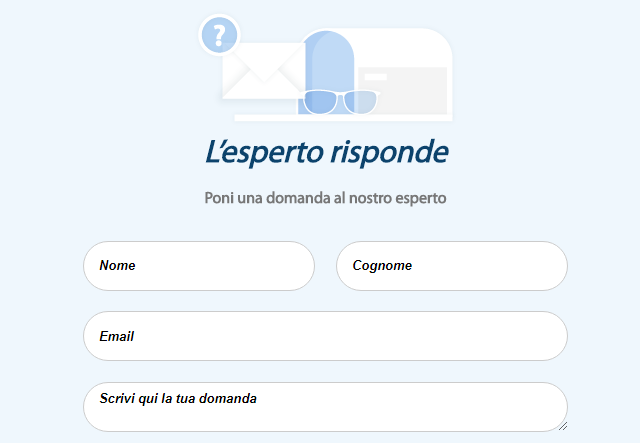 ?
L'esperto risponde
Poni una domanda al nostro esperto
Nome
Cognome
Email
Scrivi qui la tua domanda